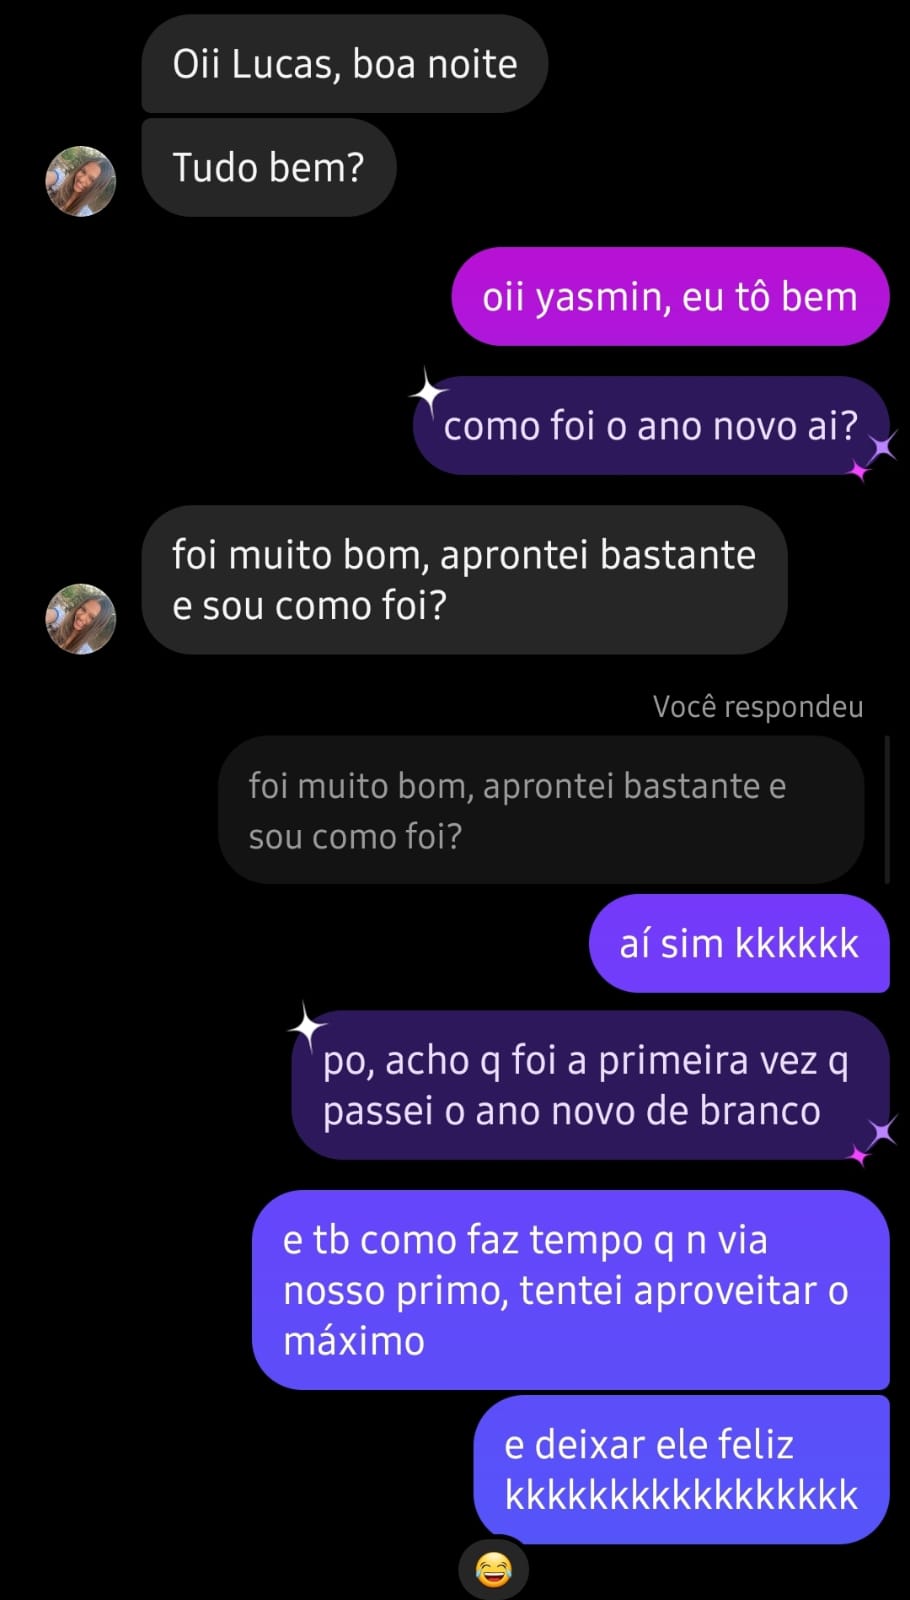 Oii Lucas, boa noite
Tudo bem?
oii yasmin, eu tô bem
como foi o ano novo ai?
foi muito bom, aprontei bastante
e sou como foi?
Você respondeu
foi muito bom, aprontei bastante e
sou como foi?
aí sim kkkkkk
po, acho q foi a primeira vez q
passei o ano novo de branco
e tb como faz tempo q n via
nosso primo, tentei aproveitar o
máximo
e deixar ele feliz
kkkkkkkkkkkkkkkkk